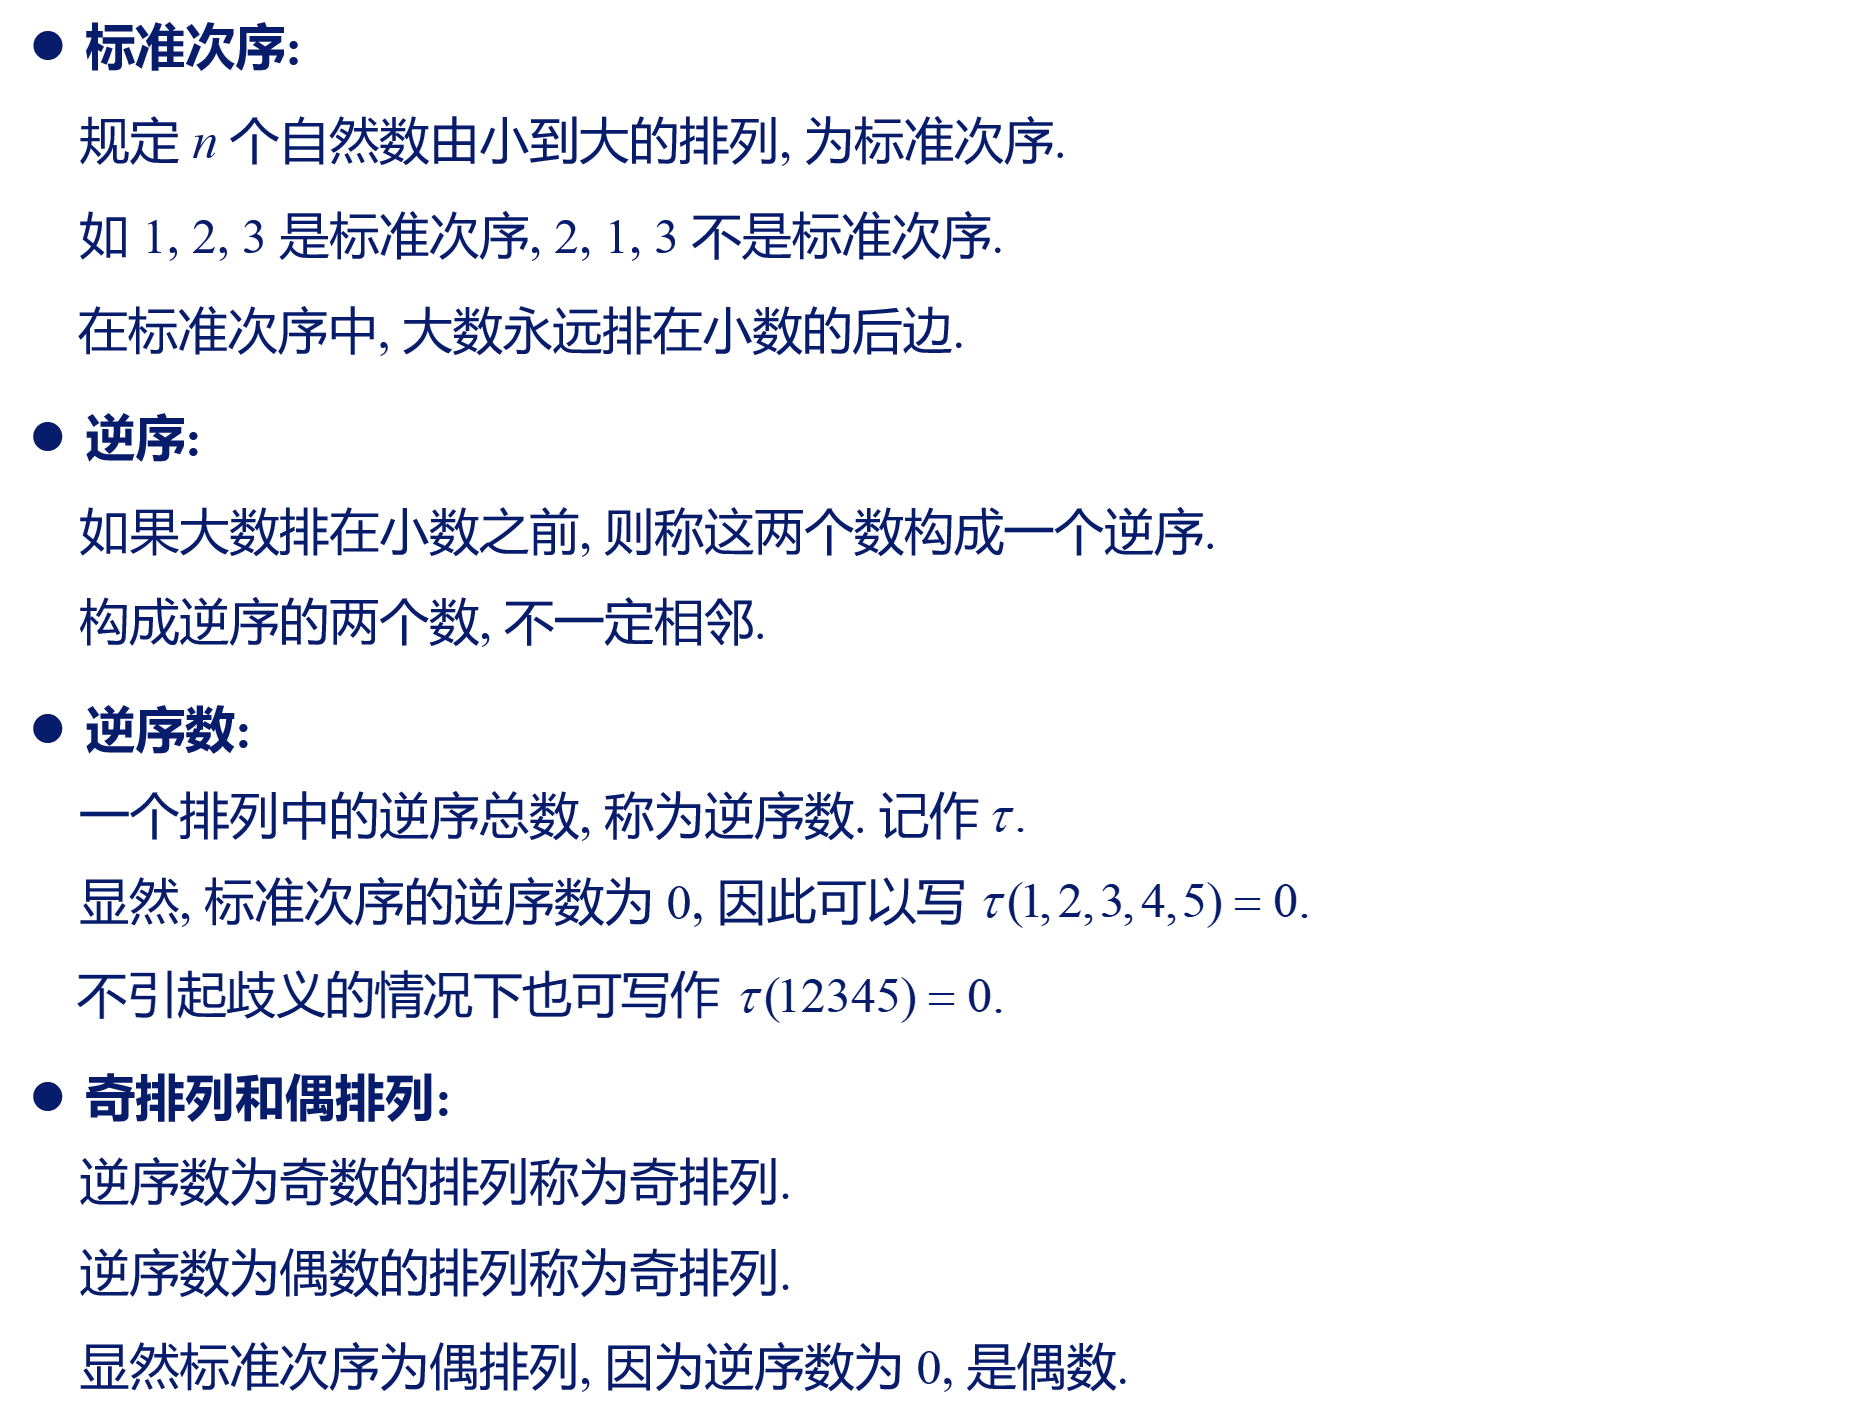 ● 标准次序:
规定 n 个自然数由小到大的排列, 为标准次序.
如 1, 2, 3 是标准次序, 2, 1, 3 不是标准次序.
在标准次序中, 大数永远排在小数的后边.
● 逆序:
如果大数排在小数之前, 则称这两个数构成一个逆序.
构成逆序的两个数, 不一定相邻.
● 逆序数:
一个排列中的逆序总数, 称为逆序数. 记作 τ.
显然, 标准次序的逆序数为 0, 因此可以写 τ(1,2,3,4,5) = 0.
不引起歧义的情况下也可写作 τ(12345) = 0.
● 奇排列和偶排列:
逆序数为奇数的排列称为奇排列.
逆序数为偶数的排列称为奇排列.
显然标准次序为偶排列, 因为逆序数为 0, 是偶数.